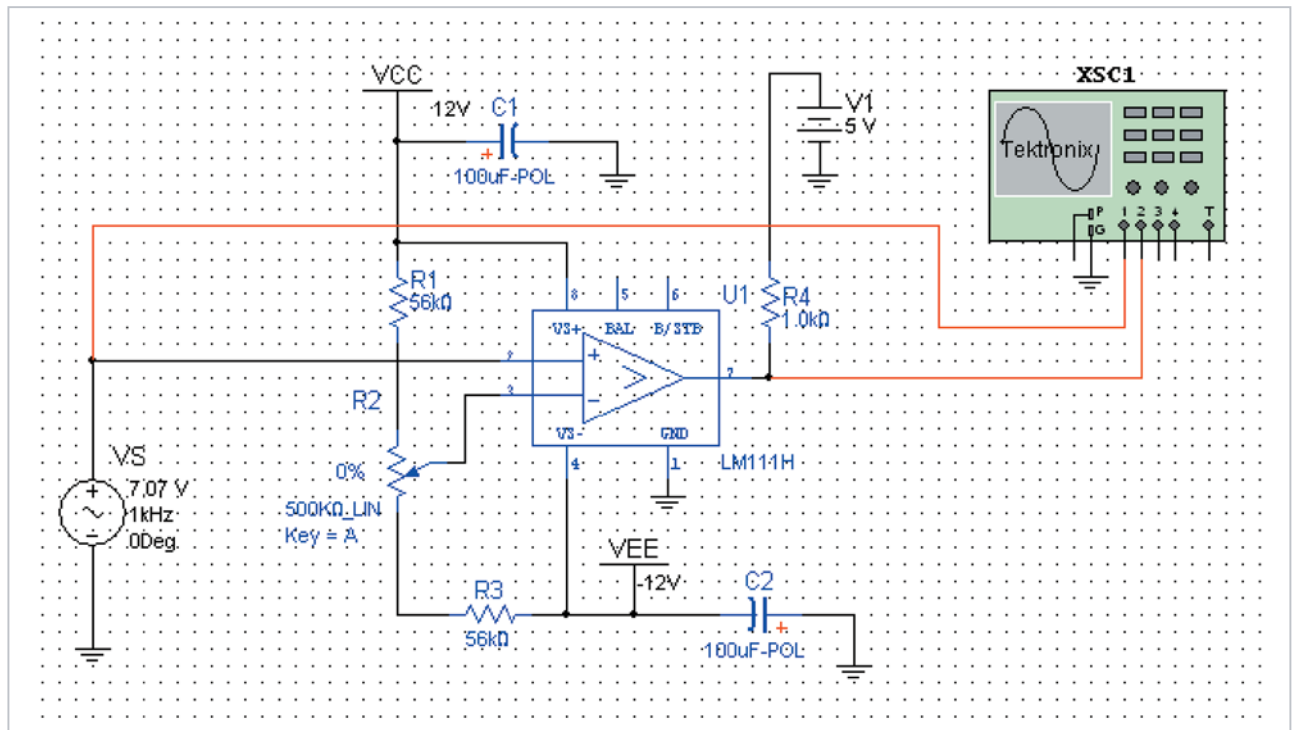 VCC
12V
C1
100uF-POL
V1
5 V
XSC1
Tektronix
P
G
1 2 3 4 T
R1
56kΩ
8 5 6
U1
R4
1.0kΩ
VS+ BAL B/STB
2
3
7
VS- GND
4 1
LM111H
R2
0%
500KΩ_LIN
Key = A
VS
7.07 V
1kHz
0Deg
VEE
-12V
R3
56kΩ
C2
100uF-POL